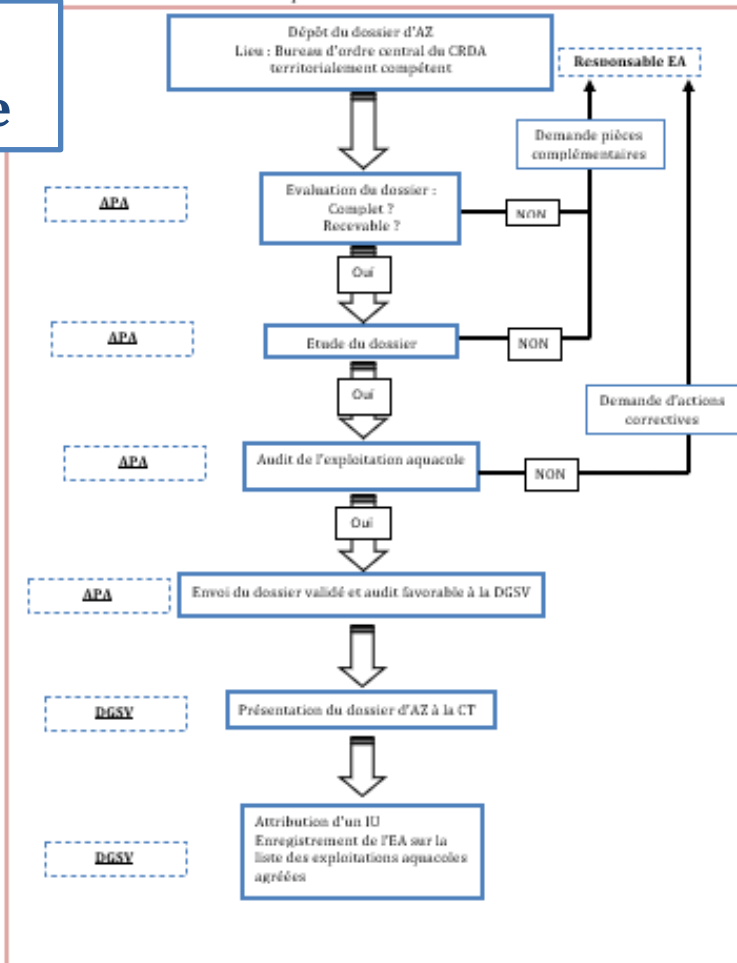 e
Dépôt du dossier d'AZ
Lieu : Bureau d'ordre central du CRDA
territorialement compétent
Responsable EA
Demande pièces
complémentaires
APA
Evaluation du dossier :
Complet ?
Recevable ?
NON
Oui
APA
Etude du dossier
NON
Oui
Demande d'actions
correctives
APA
Audit de l'exploitation aquacole
NON
Oui
APA
Envoi du dossier validé et audit favorable à la DGSV
DGSV
Présentation du dossier d'AZ à la CT
DGSV
Attribution d'un IU
Enregistrement de l'EA sur la
liste des exploitations aquacoles
agréées